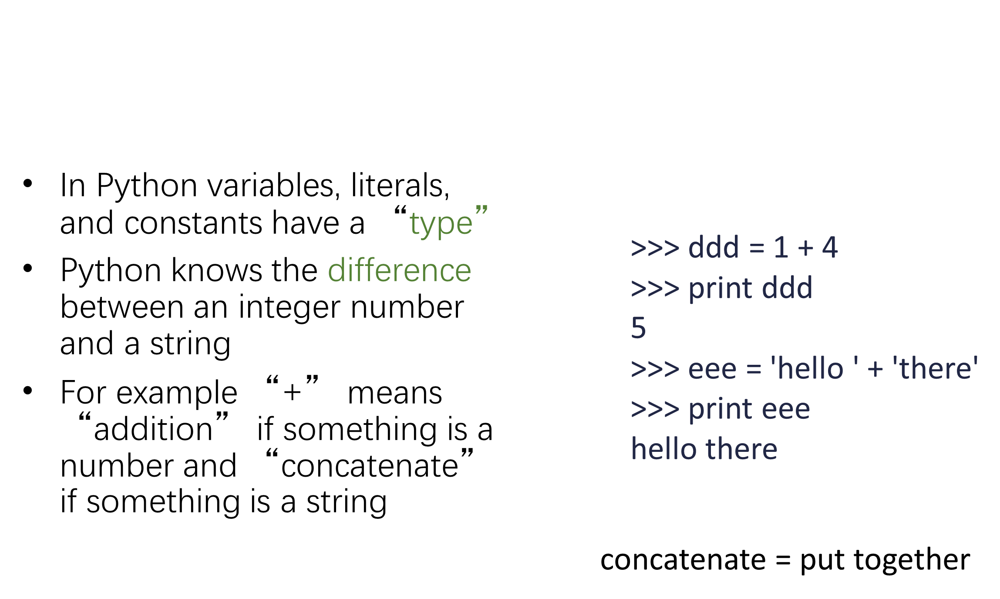 • In Python variables, literals,
and constants have a “type”
• Python knows the difference
between an integer number
and a string
• For example “+” means
“addition” if something is a
number and “concatenate”
if something is a string
>>> ddd = 1 + 4
>>> print ddd
5
>>> eee = 'hello ' + 'there'
>>> print eee
hello there
concatenate = put together